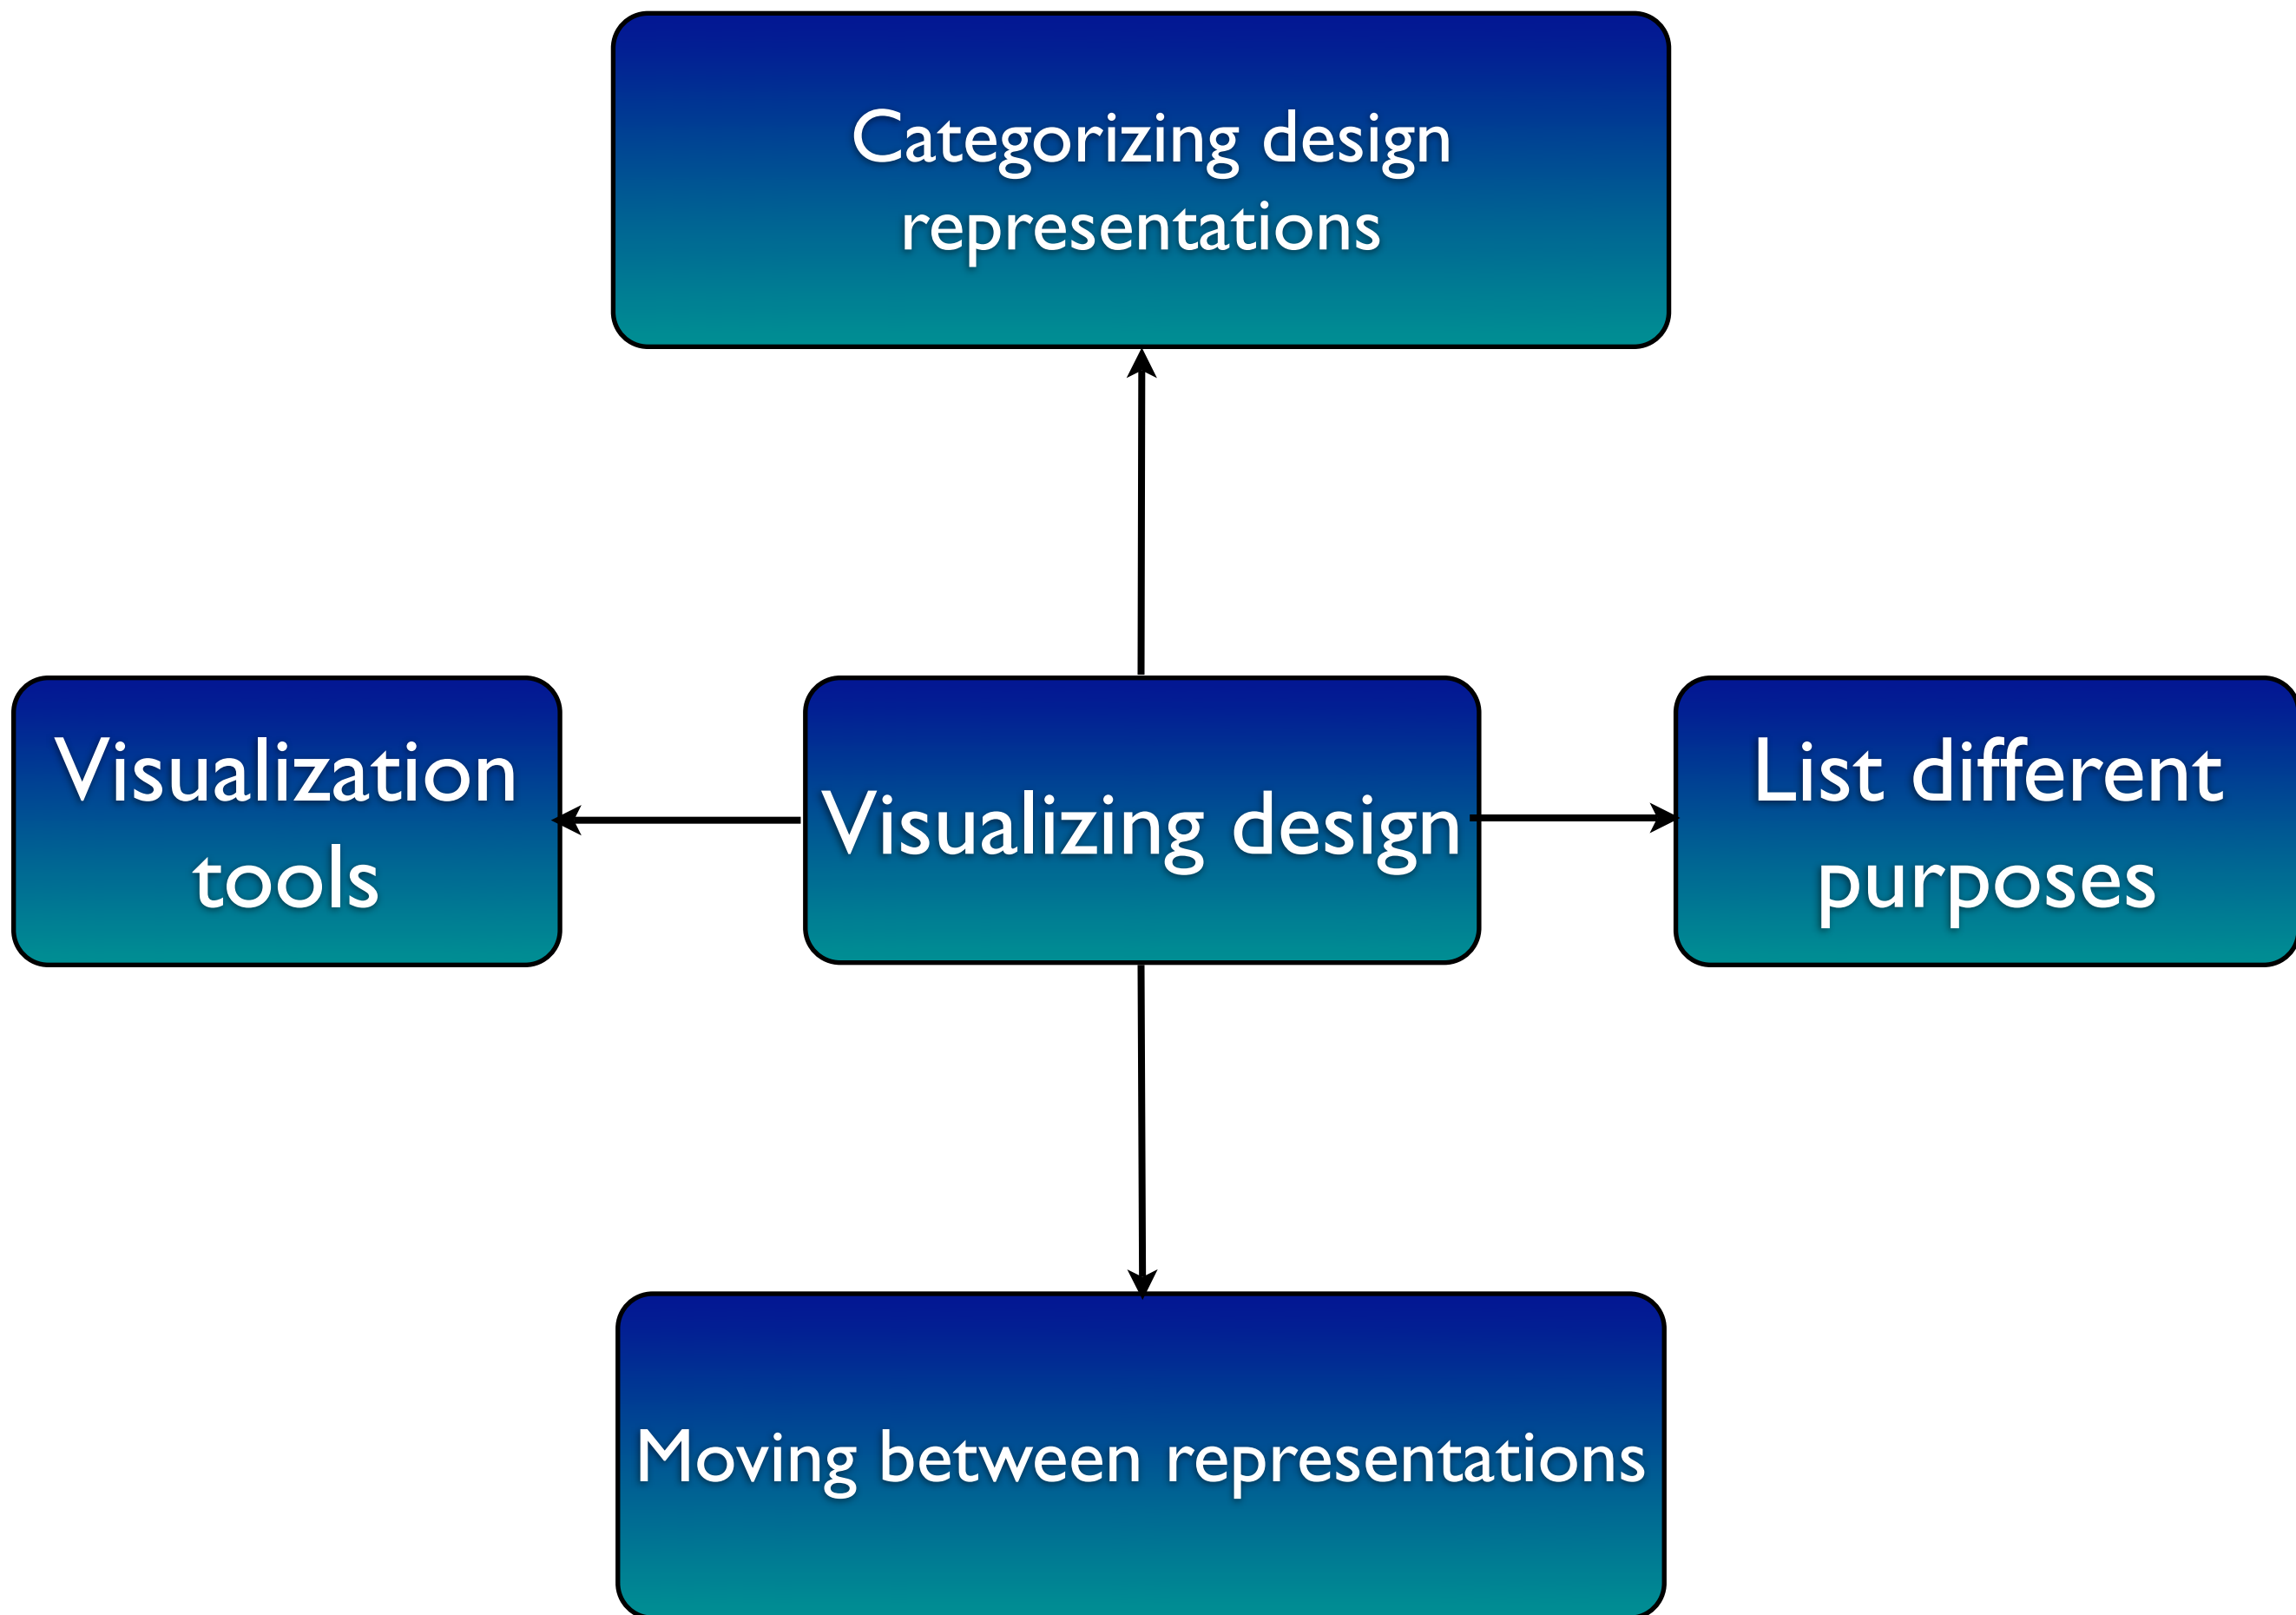 Categorizing design
representations
Visualization
tools
Visualizing design
List different
purposes
Moving between representations